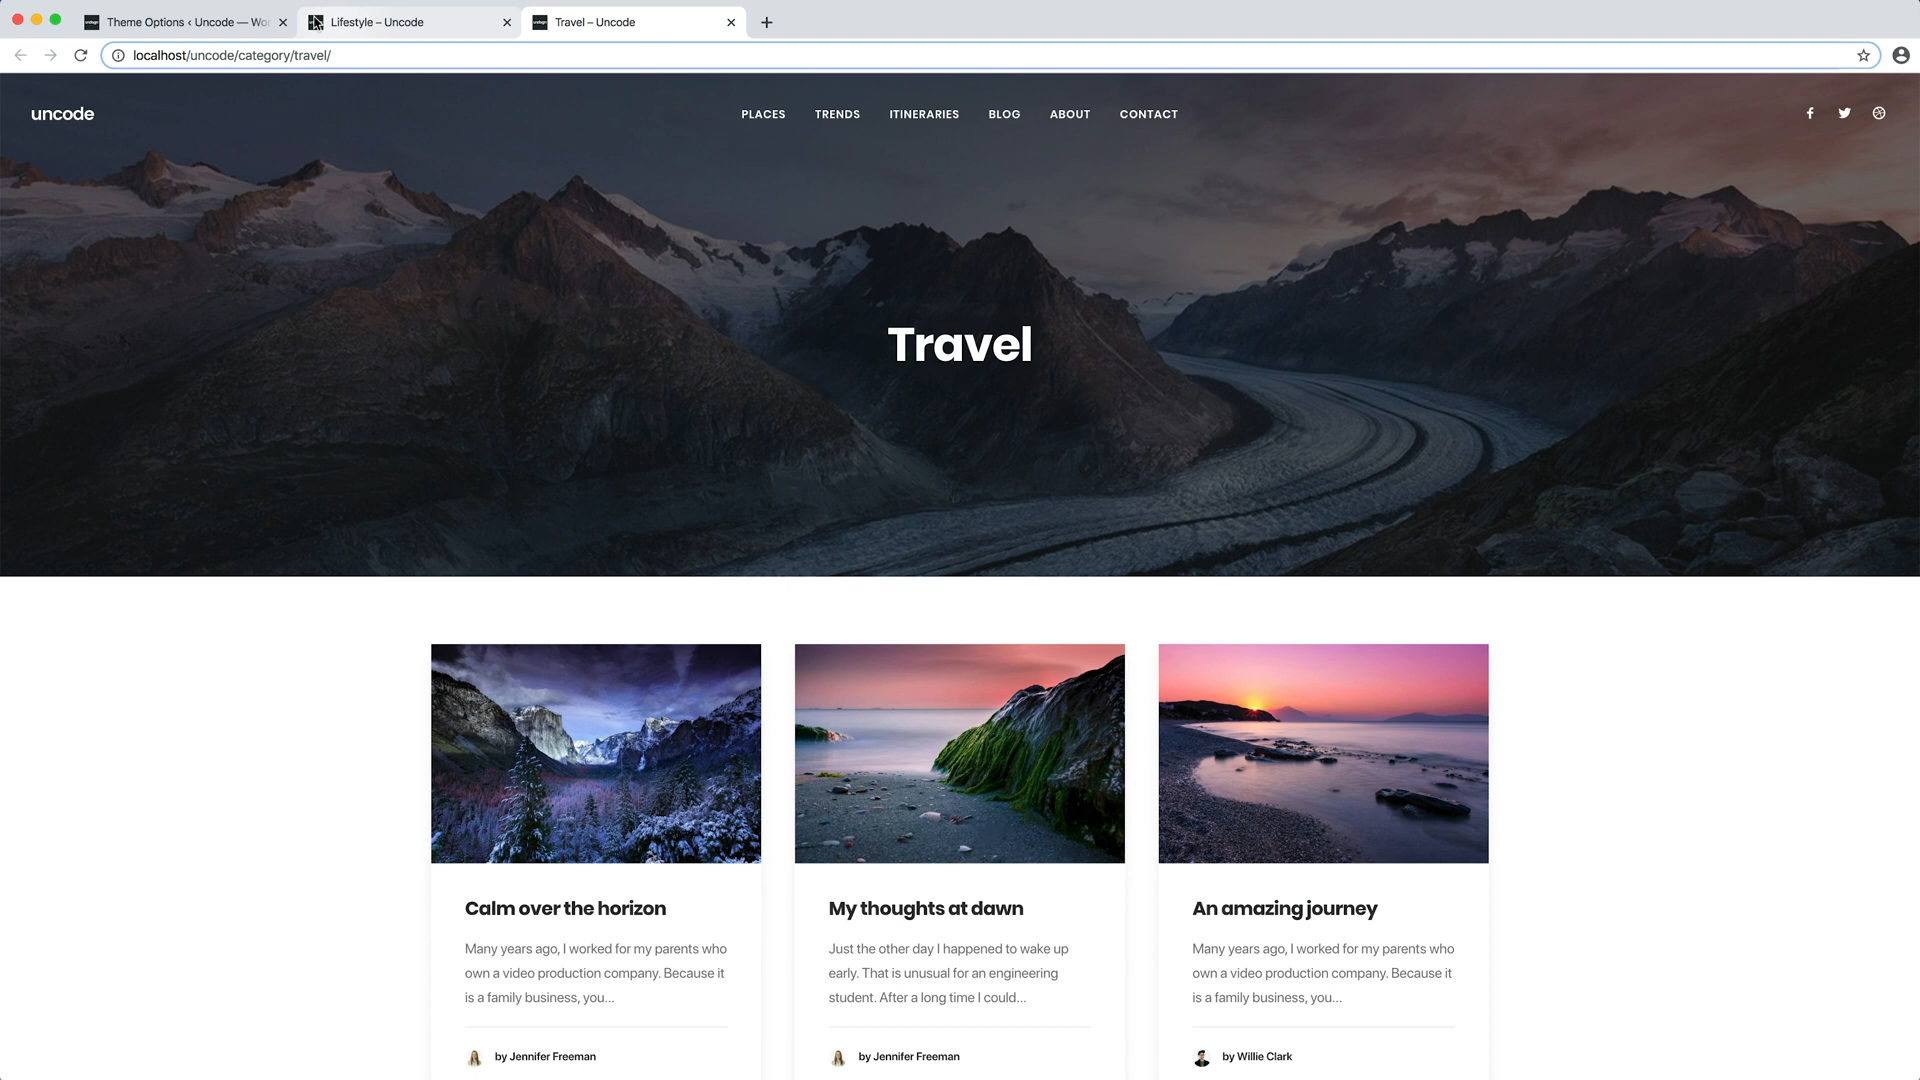 Theme Options ‹ Uncode — Wor
Lifestyle – Uncode
Travel – Uncode
localhost/uncode/category/travel/
uncode
PLACES
TRENDS
ITINERARIES
BLOG
ABOUT
CONTACT
Travel
Calm over the horizon
Many years ago, I worked for my parents who
own a video production company. Because it
is a family business, you...
by Jennifer Freeman
My thoughts at dawn
Just the other day I happened to wake up
early. That is unusual for an engineering
student. After a long time I could...
by Jennifer Freeman
An amazing journey
Many years ago, I worked for my parents who
own a video production company. Because it
is a family business, you...
by Willie Clark